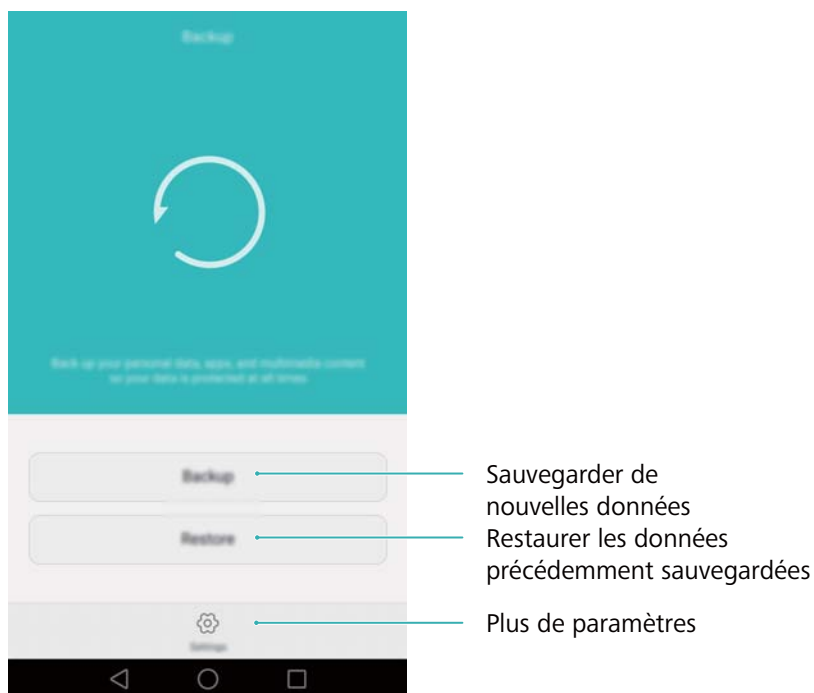 Backup
Back up your personal data, apps, and multimedia content
so your data is protected at all times
Backup
Sauvegarder de
nouvelles données
Restore
Restaurer les données
précédemment sauvegardées
Settings
Plus de paramètres